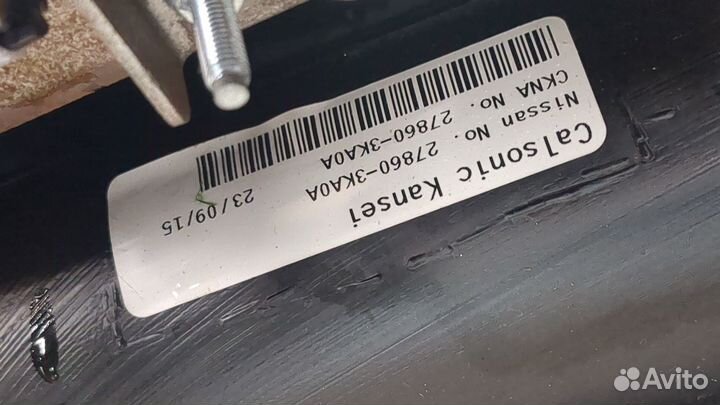 Calsonic Kansei
Nissan No. 27860-3KA0A
CKNA No. 27860-3KA0A
23/09/15
Avito